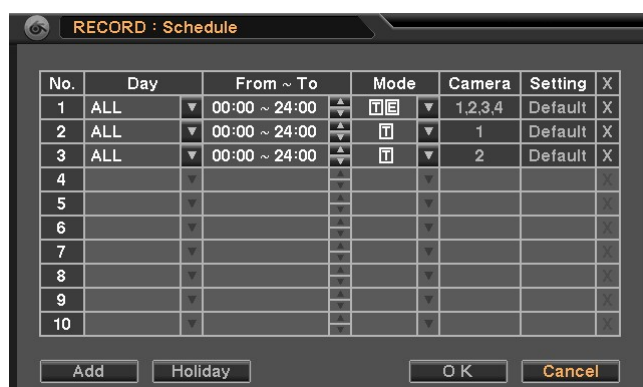 RECORD : Schedule
No. Day From ~ To Mode Camera Setting X
1 ALL 00:00 ~ 24:00 T E 1,2,3,4 Default X
2 ALL 00:00 ~ 24:00 T 1 Default X
3 ALL 00:00 ~ 24:00 T 2 Default X
4 X
5 X
6 X
7 X
8 X
9 X
10 X
Add Holiday OK Cancel